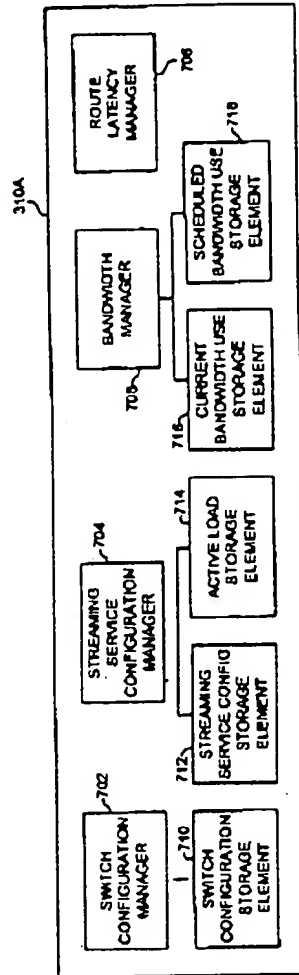 310A
702
SWITCH
CONFIGURATION
MANAGER
710
SWITCH
CONFIGURATION
STORAGE
ELEMENT
704
STREAMING
SERVICE
CONFIGURATION
MANAGER
712
STREAMING
SERVICE CONFIG
STORAGE
ELEMENT
714
ACTIVE LOAD
STORAGE
ELEMENT
BANDWIDTH
MANAGER
716
CURRENT
BANDWIDTH USE
STORAGE
ELEMENT
718
SCHEDULED
BANDWIDTH USE
STORAGE
ELEMENT
ROUTE
LATENCY
MANAGER